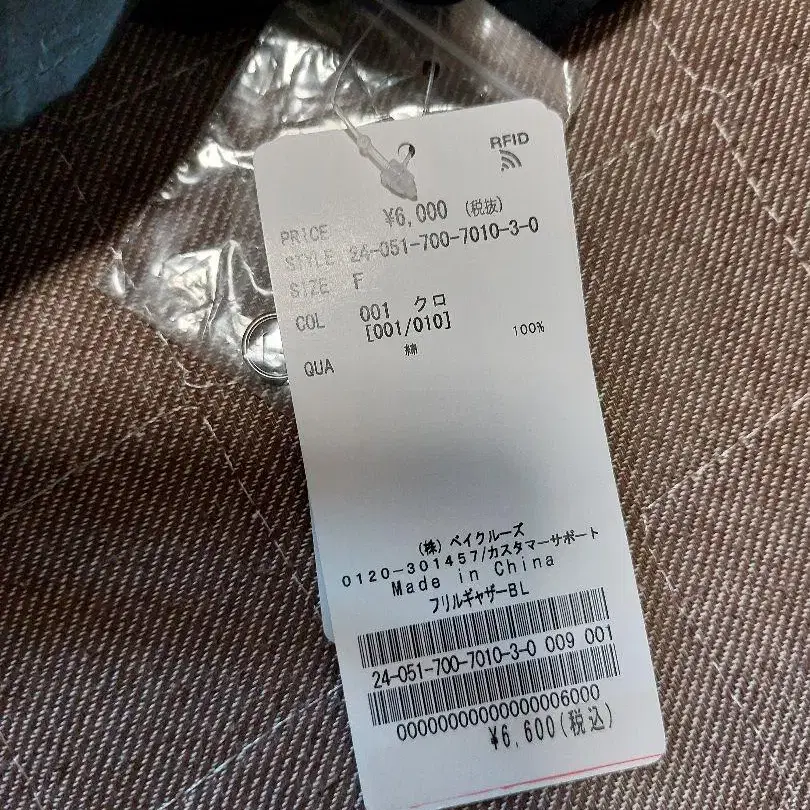 RFID
PRICE ¥6,000 (税抜)
STYLE 24-051-700-7010-3-0
SIZE F
COL 001 クロ
[001/010]
QUA 綿 100%
(株) ベイクルーズ
0120-301457/カスタマーサポート
Made in China
フリルギャザーBL
24-051-700-7010-3-0 009 001
00000000000000006000
¥6,600(税込)